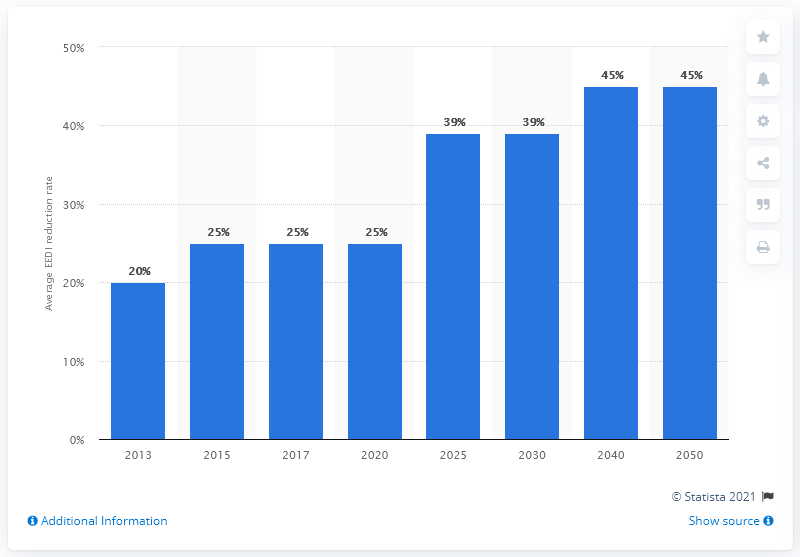 50%
40%
30%
20%
10%
0%
Average EEDI reduction rate
20%
25%
25%
25%
39%
39%
45%
45%
2013 2015 2017 2020 2025 2030 2040 2050
© Statista 2021
Additional Information
Show source